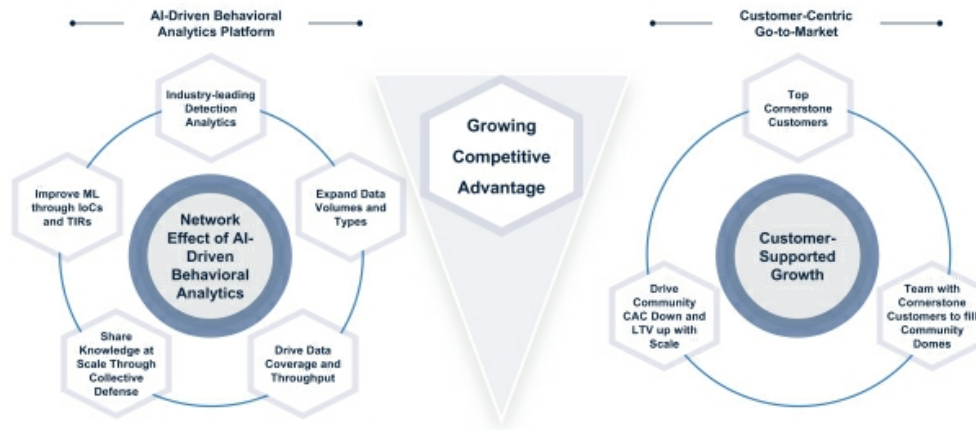 AI-Driven Behavioral
Analytics Platform
Industry-leading
Detection
Analytics
Improve ML
through IoCs
and TIRs
Expand Data
Volumes and
Types
Network
Effect of AI-
Driven
Behavioral
Analytics
Share
Knowledge at
Scale Through
Collective
Defense
Drive Data
Coverage and
Throughput
Growing
Competitive
Advantage
Customer-Centric
Go-to-Market
Top
Cornerstone
Customers
Customer-
Supported
Growth
Drive
Community
CAC Down and
LTV up with
Scale
Team with
Cornerstone
Customers to fill
Community
Domes